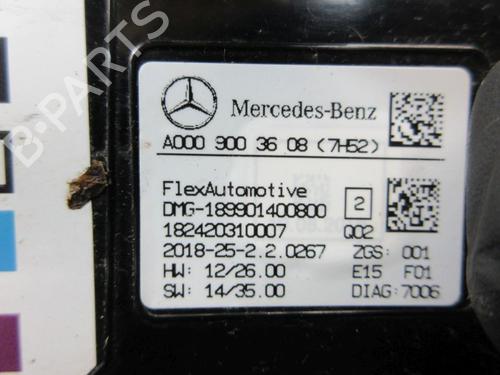 B-PARTS
Mercedes-Benz
A000 900 36 08 (7H52)
FlexAutomotive
DMG-189901400800 2
182420310007 Q02
2018-25-2.2.0267 ZGS: 001
HW: 12/26.00 E15 F01
SW: 14/35.00 DIAG:7006